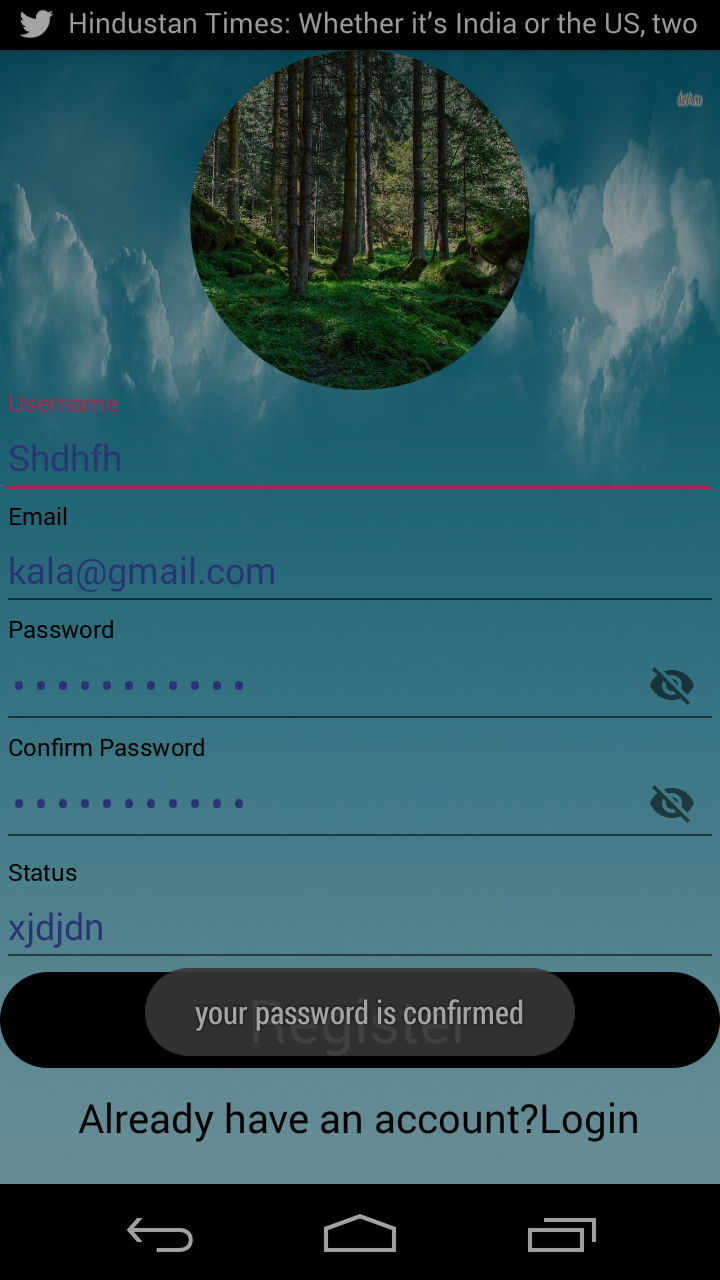 Hindustan Times: Whether it's India or the US, two
Username
Shdhfh
Email
kala@gmail.com
Password
Confirm Password
Status
xjdjdn
Register
your password is confirmed
Already have an account?Login